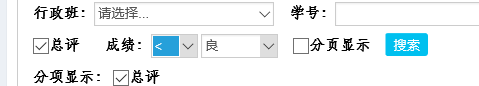 行政班： 请选择... 学号：
总评 成绩： < 良 分页显示 搜索
分项显示： 总评